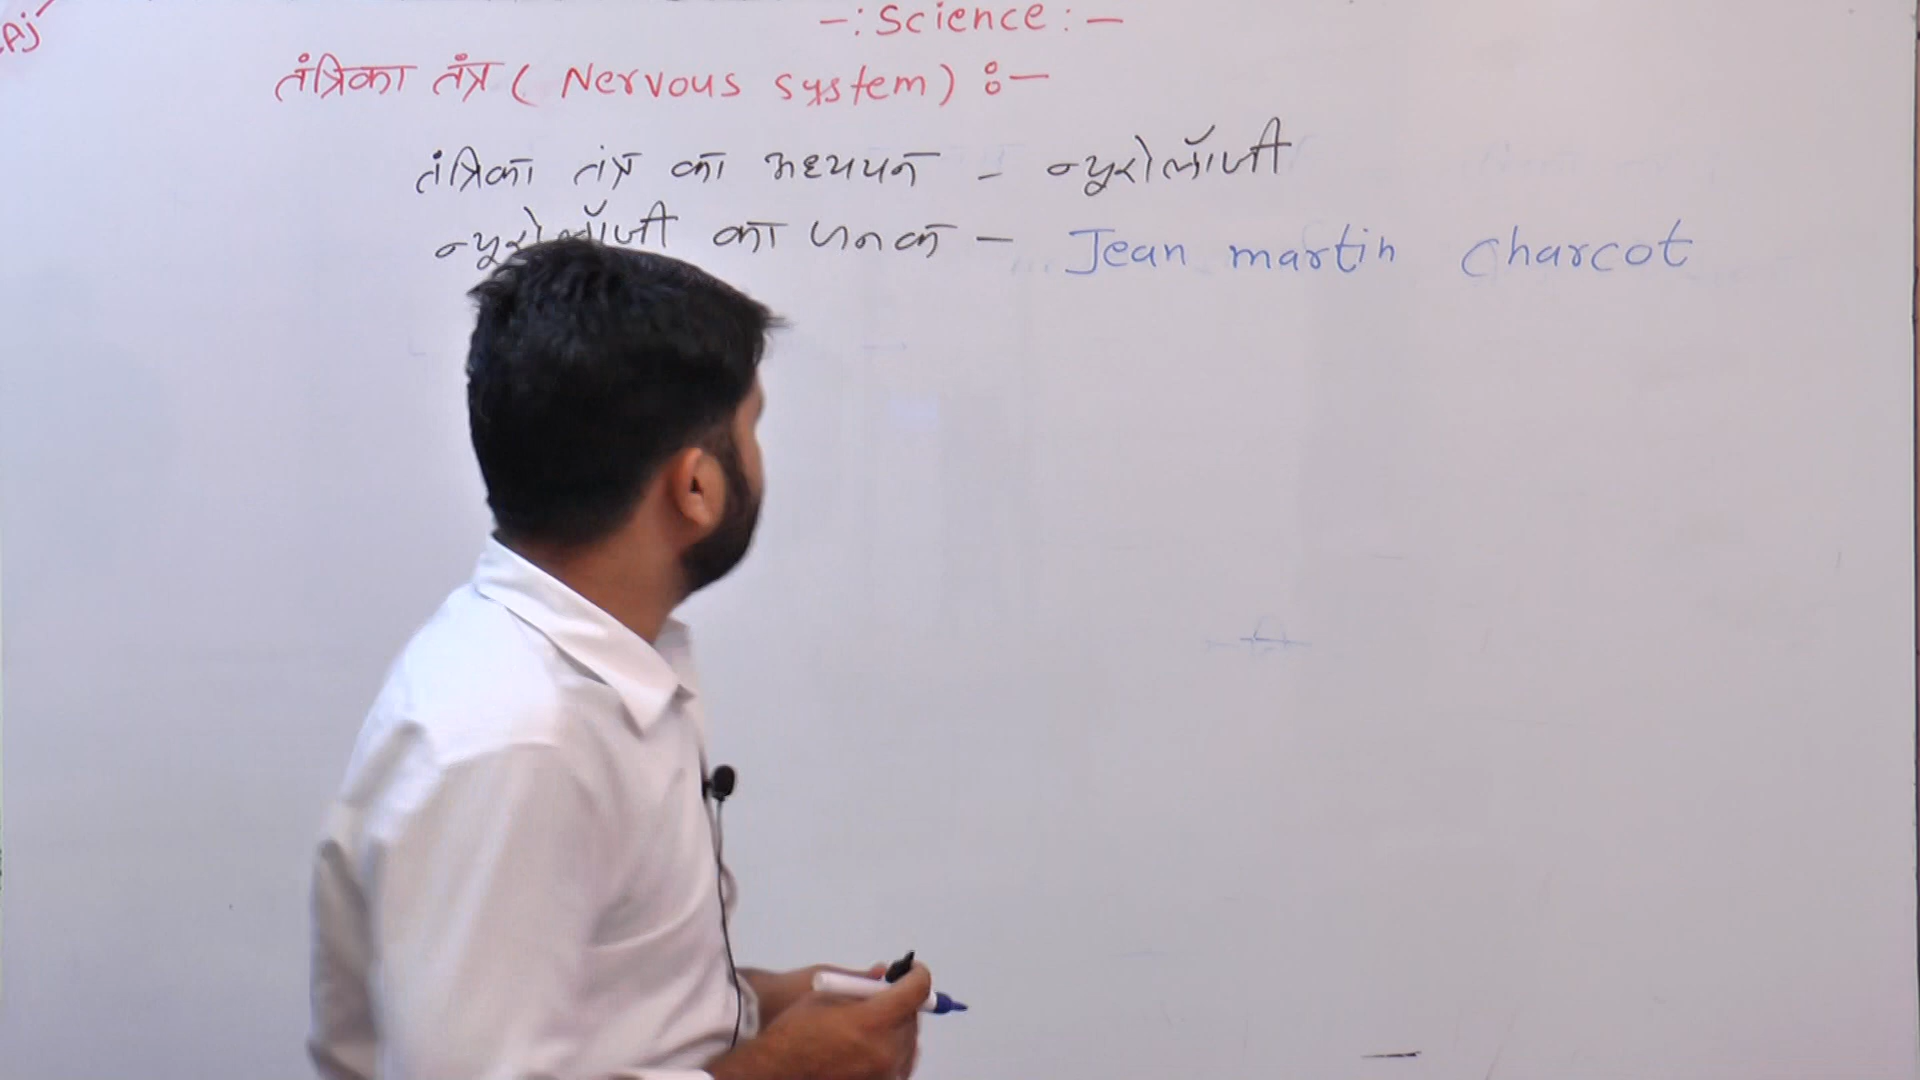 -: Science :-
तंत्रिका तंत्र ( Nervous system ) :-
तंत्रिका तंत्र का अध्ययन - न्यूरोलॉजी
न्यूरोलॉजी का जनक - Jean martin Charcot